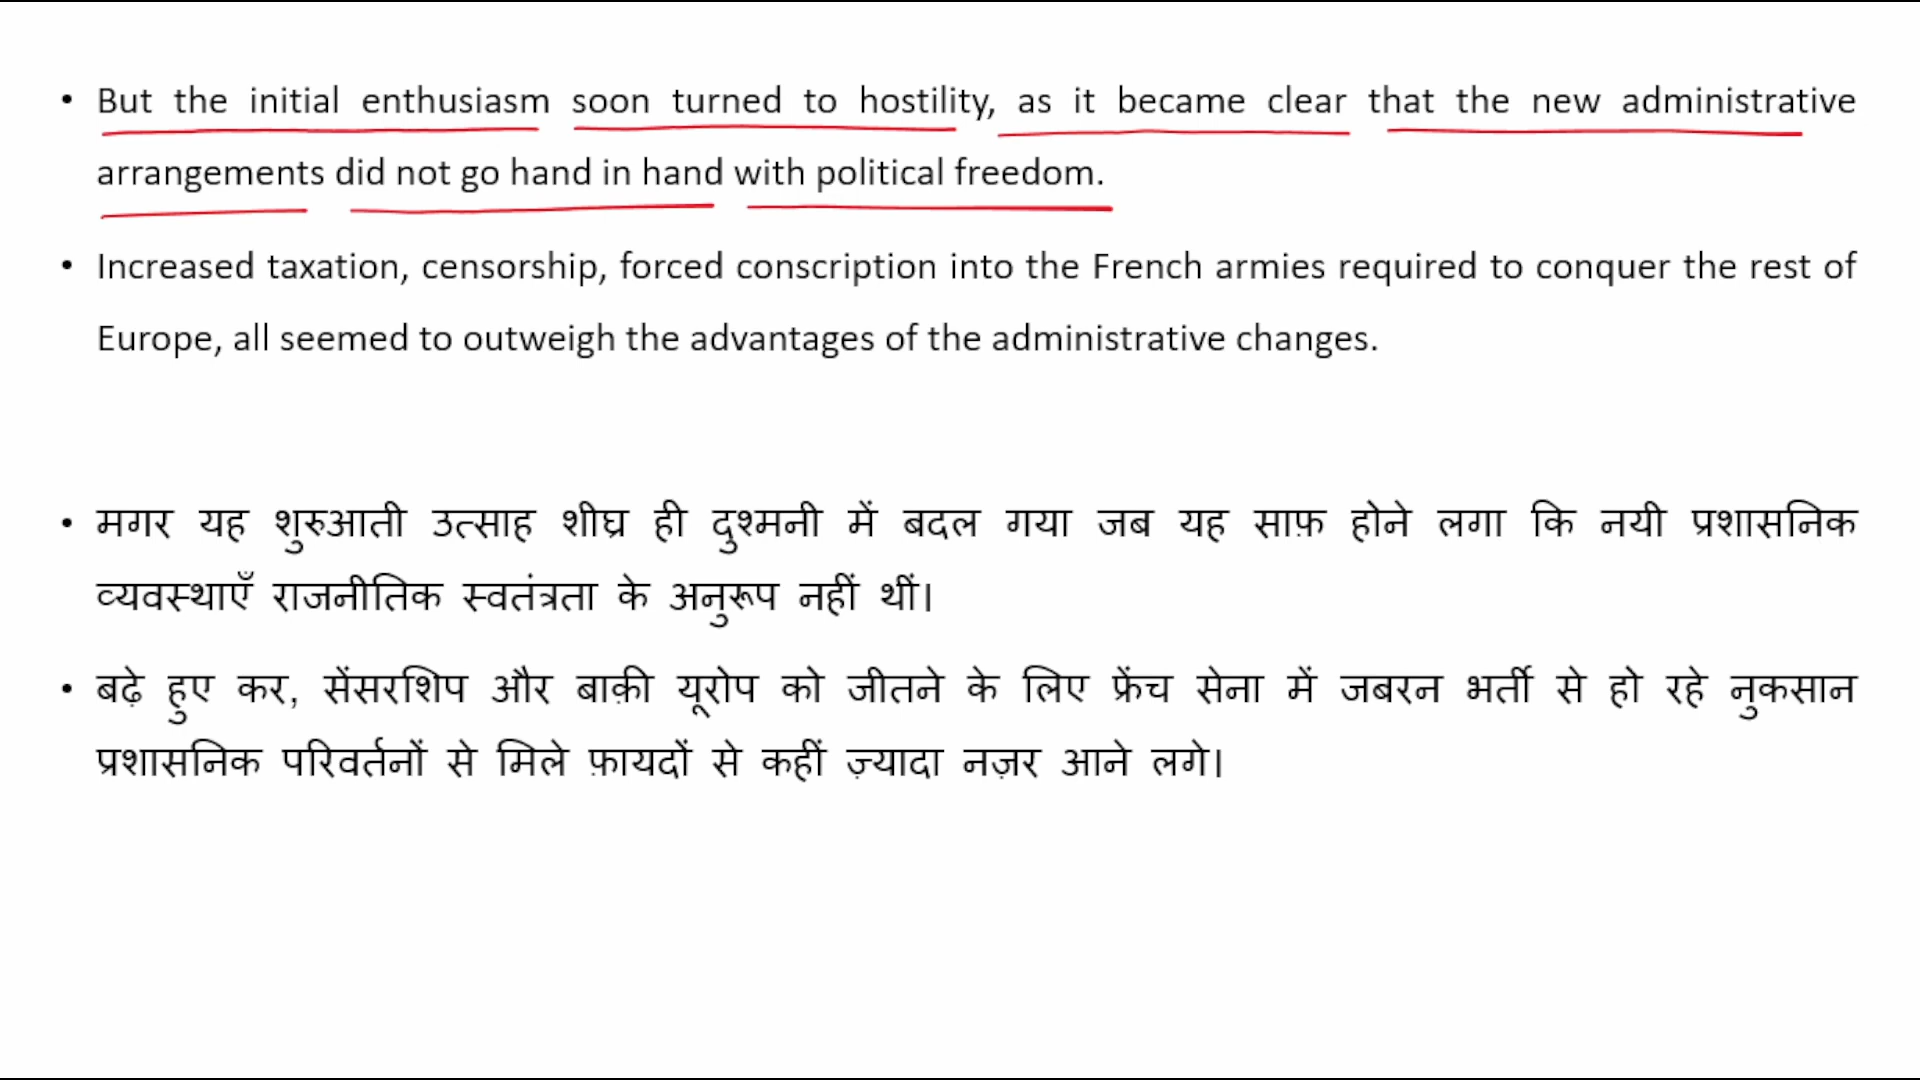 • But the initial enthusiasm soon turned to hostility, as it became clear that the new administrative
arrangements did not go hand in hand with political freedom.
• Increased taxation, censorship, forced conscription into the French armies required to conquer the rest of
Europe, all seemed to outweigh the advantages of the administrative changes.
• मगर यह शुरुआती उत्साह शीघ्र ही दुश्मनी में बदल गया जब यह साफ़ होने लगा कि नयी प्रशासनिक
व्यवस्थाएँ राजनीतिक स्वतंत्रता के अनुरूप नहीं थीं।
• बढ़े हुए कर, सेंसरशिप और बाक़ी यूरोप को जीतने के लिए फ्रेंच सेना में जबरन भर्ती से हो रहे नुकसान
प्रशासनिक परिवर्तनों से मिले फ़ायदों से कहीं ज़्यादा नज़र आने लगे।